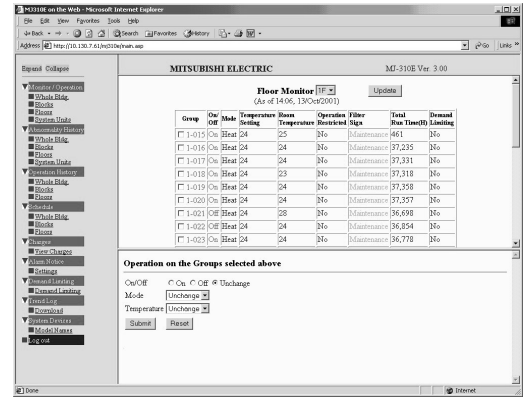 M3310E on the Web - Microsoft Internet Explorer
File Edit View Favorites Tools Help
Back Search Favorites History
Address http://10.130.7.61/mj310e/main.asp Go Links »
Expand Collapse
MITSUBISHI ELECTRIC MJ-310E Ver. 3.00
Monitor / Operation
Whole Bldg.
Blocks
Floors
System Units
Abnormality History
Whole Bldg.
Blocks
Floors
System Units
Operation History
Whole Bldg.
Blocks
Floors
Schedule
Whole Bldg.
Blocks
Floors
Charges
View Charges
Alarm Notice
Settings
Demand Limiting
Demand Limiting
Trend Log
Download
System Devices
Model Names
Log out
Floor Monitor 1F Update
(As of 14:06, 13/Oct/2001)
Group On/Off Mode Temperature Setting Room Temperature Operation Restricted Filter Sign Total Run Time(H) Demand Limiting
1-015 On Heat 24 25 No Maintenance 461 No
1-016 On Heat 24 24 No Maintenance 37,235 No
1-017 On Heat 24 24 No Maintenance 37,331 No
1-018 On Heat 24 23 No Maintenance 37,318 No
1-019 On Heat 24 24 No Maintenance 37,358 No
1-020 On Heat 24 24 No Maintenance 37,357 No
1-021 Off Heat 24 28 No Maintenance 36,698 No
1-022 Off Heat 24 24 No Maintenance 36,854 No
1-023 On Heat 24 24 No Maintenance 36,778 No
Operation on the Groups selected above
On/Off On Off Unchange
Mode Unchange
Temperature Unchange
Submit Reset
Done Internet